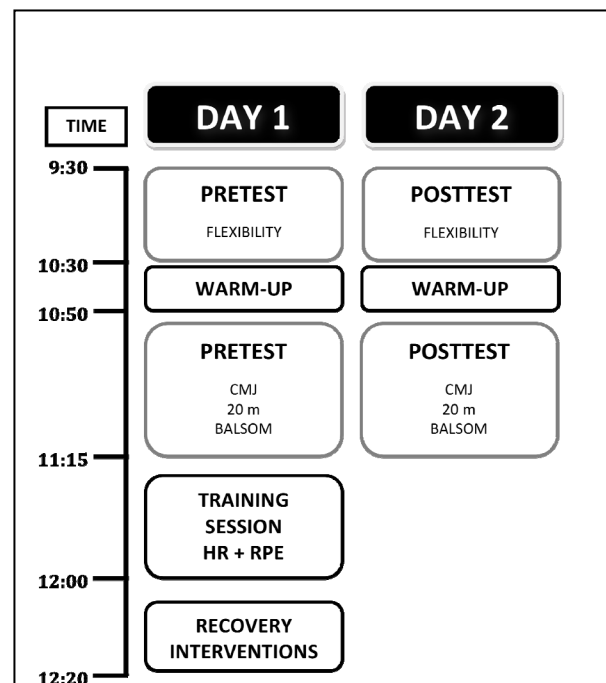 TIME
DAY 1
DAY 2
9:30
PRETEST
FLEXIBILITY
POSTTEST
FLEXIBILITY
10:30
WARM-UP
WARM-UP
10:50
PRETEST
CMJ
20 m
BALSOM
POSTTEST
CMJ
20 m
BALSOM
11:15
TRAINING
SESSION
HR + RPE
12:00
RECOVERY
INTERVENTIONS
12:20